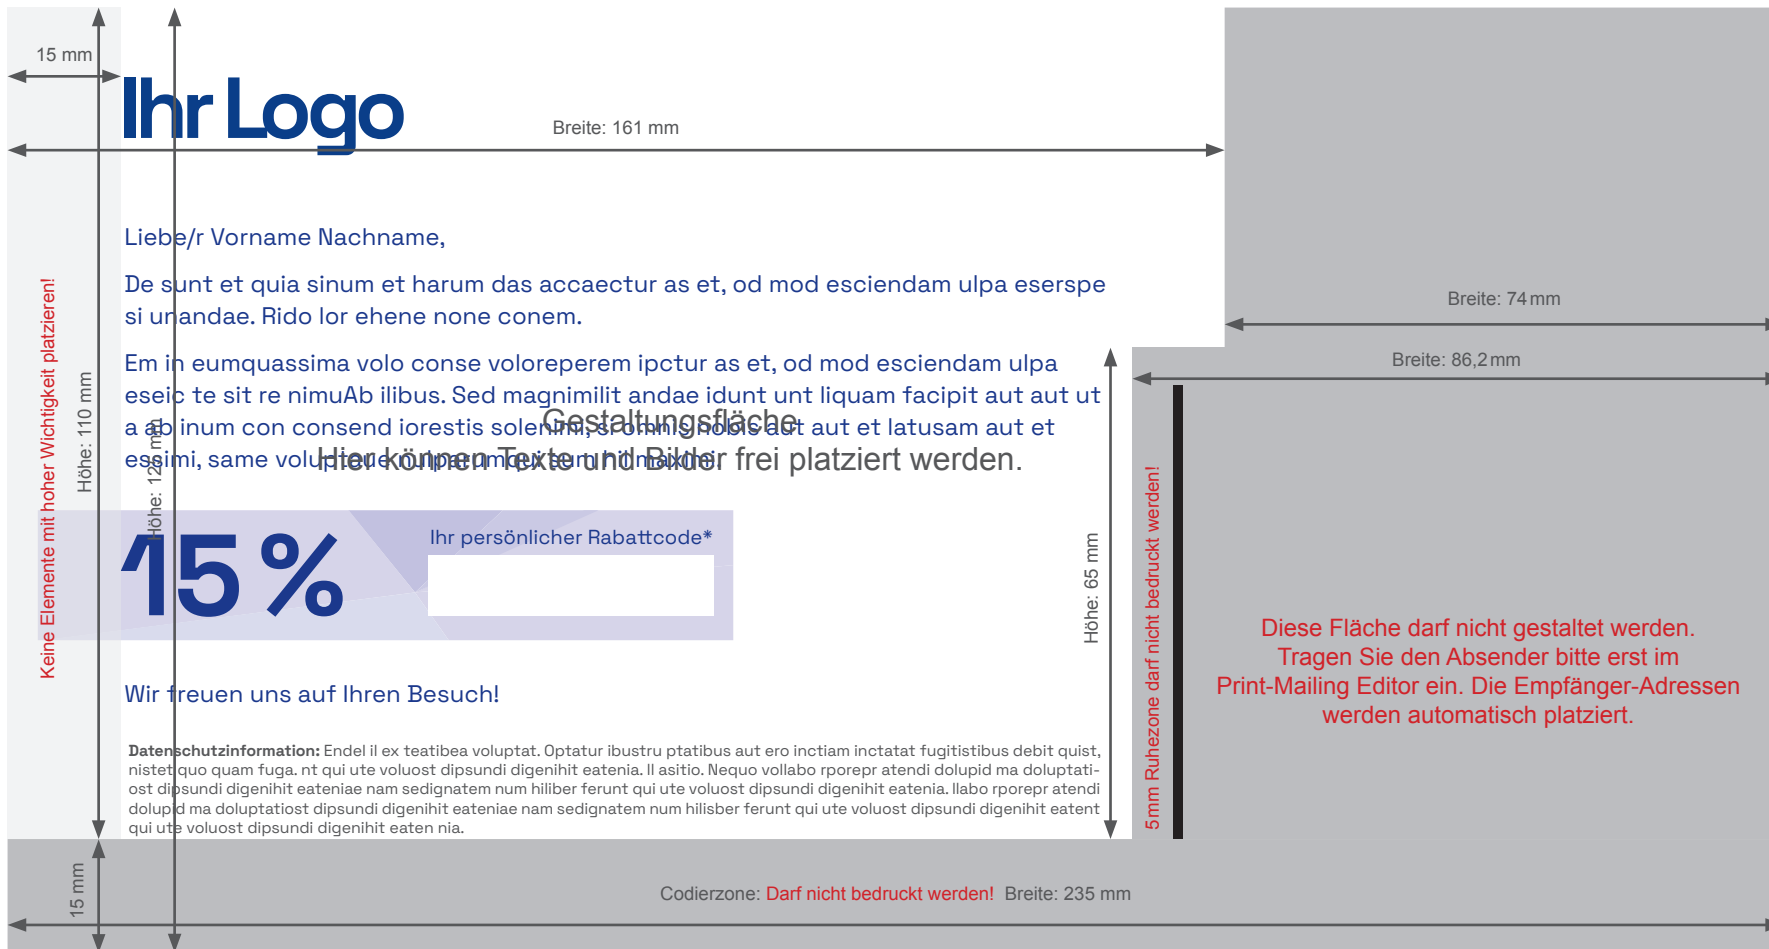 15 mm
Ihr Logo
Breite: 161 mm
Liebe/r Vorname Nachname,
De sunt et quia sinum et harum das accaectur as et, od mod esciendam ulpa eserspe
si unandae. Rido lor ehene none conem.
Em in eumquassima volo conse voloreperem ipctur as et, od mod esciendam ulpa
eseic te sit re nimuAb ilibus. Sed magnimilit andae idunt unt liquam facipit aut aut ut
a ab inum con consend iorestis solenimi, si omnis nobis aut aut et latusam aut et
essimi, same voluptaue nulparumqui sum hil maximi.
Gestaltungsfläche
Hier können Texte und Bilder frei platziert werden.
Keine Elemente mit hoher Wichtigkeit platzieren!
Höhe: 110 mm
Höhe: 125 mm
15 %
Ihr persönlicher Rabattcode*
Wir freuen uns auf Ihren Besuch!
Datenschutzinformation: Endel il ex teatibea voluptat. Optatur ibustru ptatibus aut ero inctiam inctatat fugitistibus debit quist,
nistet quo quam fuga. nt qui ute voluost dipsundi digenihit eatenia. Il asitio. Nequo vollabo rporepr atendi dolupid ma doluptati-
ost dipsundi digenihit eateniae nam sedignatem num hiliber ferunt qui ute voluost dipsundi digenihit eatenia. llabo rporepr atendi
dolupid ma doluptatiost dipsundi digenihit eateniae nam sedignatem num hilisber ferunt qui ute voluost dipsundi digenihit eatent
qui ute voluost dipsundi digenihit eaten nia.
Breite: 74 mm
Breite: 86,2 mm
Höhe: 65 mm
5mm Ruhezone darf nicht bedruckt werden!
Diese Fläche darf nicht gestaltet werden.
Tragen Sie den Absender bitte erst im
Print-Mailing Editor ein. Die Empfänger-Adressen
werden automatisch platziert.
15 mm
Codierzone: Darf nicht bedruckt werden! Breite: 235 mm